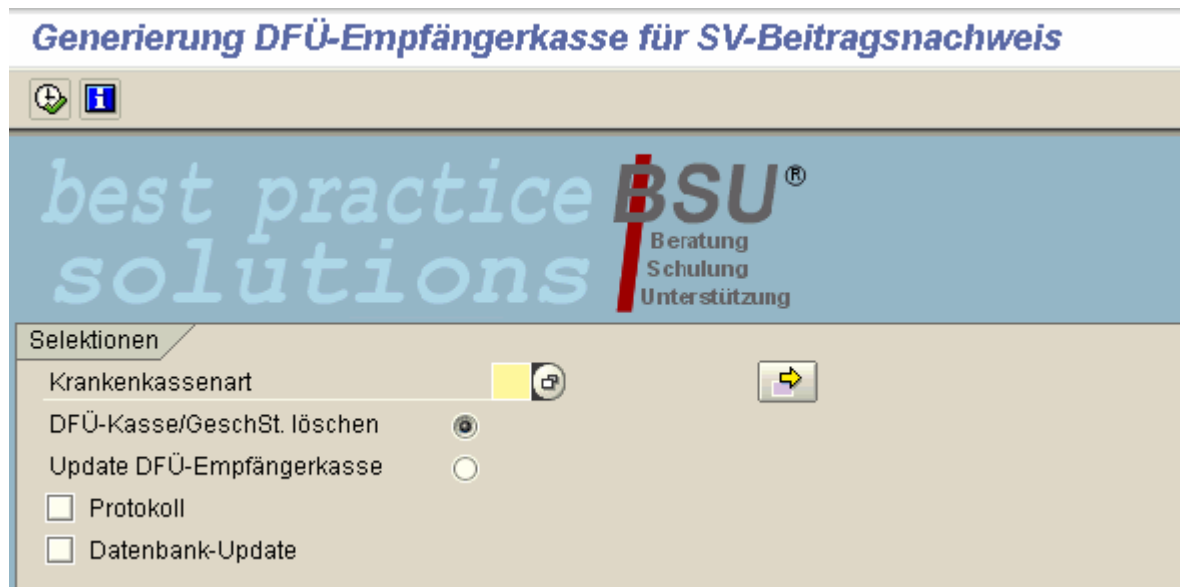 Generierung DFÜ-Empfängerkasse für SV-Beitragsnachweis
best practice
solutions
BSU®
Beratung
Schulung
Unterstützung
Selektionen
Krankenkassenart
DFÜ-Kasse/GeschSt. löschen
Update DFÜ-Empfängerkasse
Protokoll
Datenbank-Update